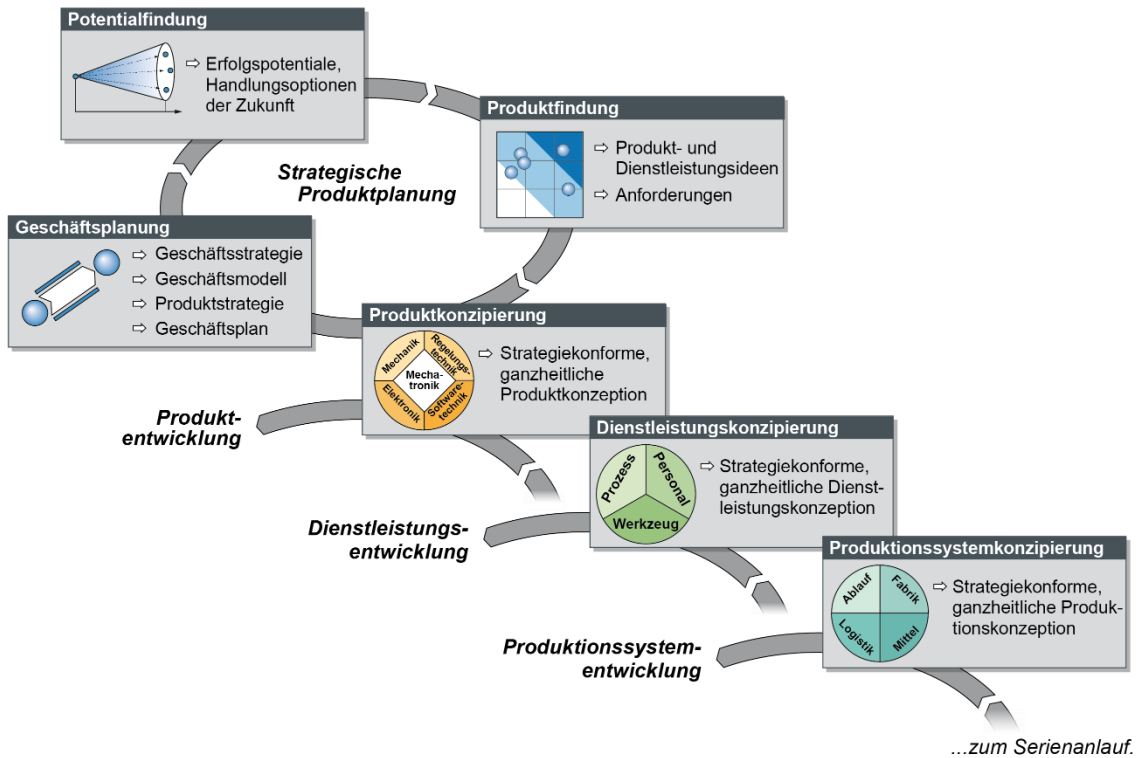 Potentialfindung
⇨ Erfolgspotentiale,
Handlungsoptionen
der Zukunft
Produktfindung
⇨ Produkt- und
Dienstleistungsideen
⇨ Anforderungen
Strategische
Produktplanung
Geschäftsplanung
⇨ Geschäftsstrategie
⇨ Geschäftsmodell
⇨ Produktstrategie
⇨ Geschäftsplan
Produktkonzipierung
Mechanik
Regelungs-
technik
Mecha-
tronik
Elektronik
Software-
technik
⇨ Strategiekonforme,
ganzheitliche
Produktkonzeption
Produkt-
entwicklung
Dienstleistungskonzipierung
Prozess
Personal
Werkzeug
⇨ Strategiekonforme,
ganzheitliche Dienst-
leistungskonzeption
Dienstleistungs-
entwicklung
Produktionssystemkonzipierung
Ablauf
Fabrik
Logistik
Mittel
⇨ Strategiekonforme,
ganzheitliche Produk-
tionskonzeption
Produktionssystem-
entwicklung
...zum Serienanlauf.